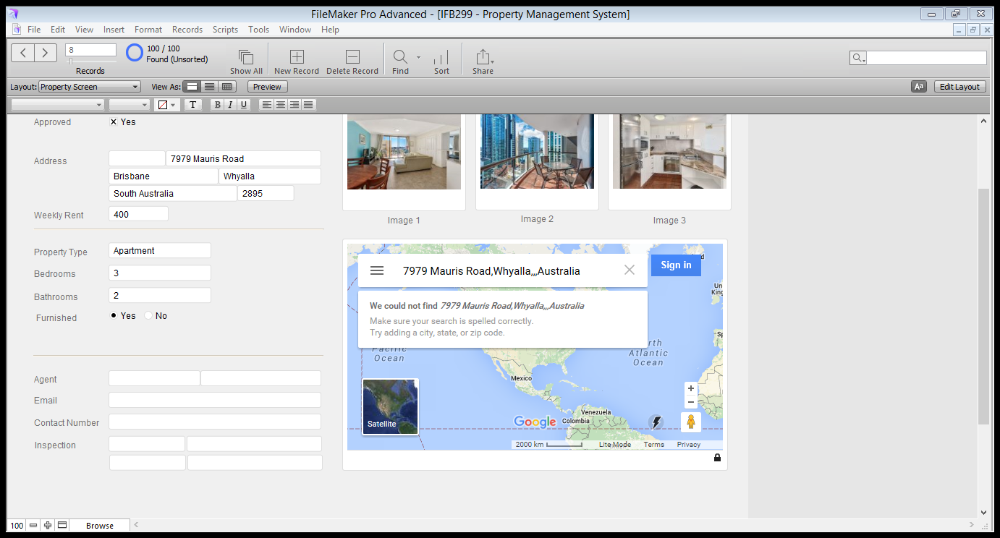 FileMaker Pro Advanced - [IFB299 - Property Management System]
File Edit View Insert Format Records Scripts Tools Window Help
8
100 / 100
Found (Unsorted)
Records
Show All New Record Delete Record Find Sort Share
Layout: Property Screen View As: Preview Aa Edit Layout
T B I U
Approved Yes
Address 7979 Mauris Road
Brisbane Whyalla
South Australia 2895
Weekly Rent 400
Image 1 Image 2 Image 3
Property Type Apartment
Bedrooms 3
Bathrooms 2
Furnished Yes No
Agent
Email
Contact Number
Inspection
7979 Mauris Road,Whyalla,,,Australia
Sign in
We could not find 7979 Mauris Road,Whyalla,,,Australia
Make sure your search is spelled correctly.
Try adding a city, state, or zip code.
Pacific
Ocean
Atlantic
Ocean
Mexico
Venezuela
Colombia
Satellite
Google
2000 km Lite Mode Terms Privacy
100 Browse